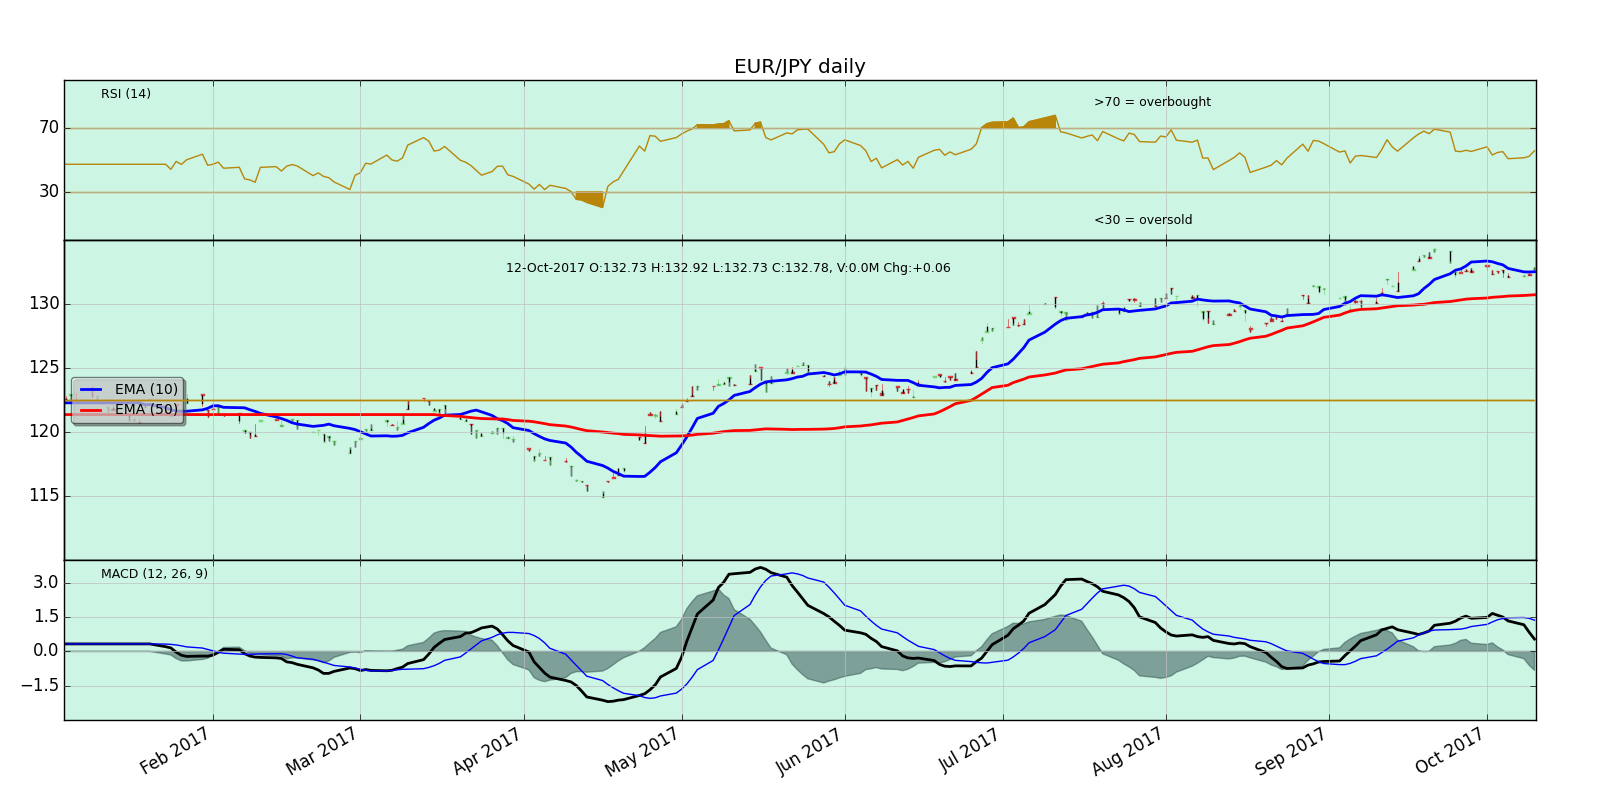 EUR/JPY daily
RSI (14)
>70 = overbought
70
30
<30 = oversold
12-Oct-2017 O:132.73 H:132.92 L:132.73 C:132.78, V:0.0M Chg:+0.06
130
125
EMA (10)
EMA (50)
120
115
MACD (12, 26, 9)
3.0
1.5
0.0
−1.5
Feb 2017
Mar 2017
Apr 2017
May 2017
Jun 2017
Jul 2017
Aug 2017
Sep 2017
Oct 2017